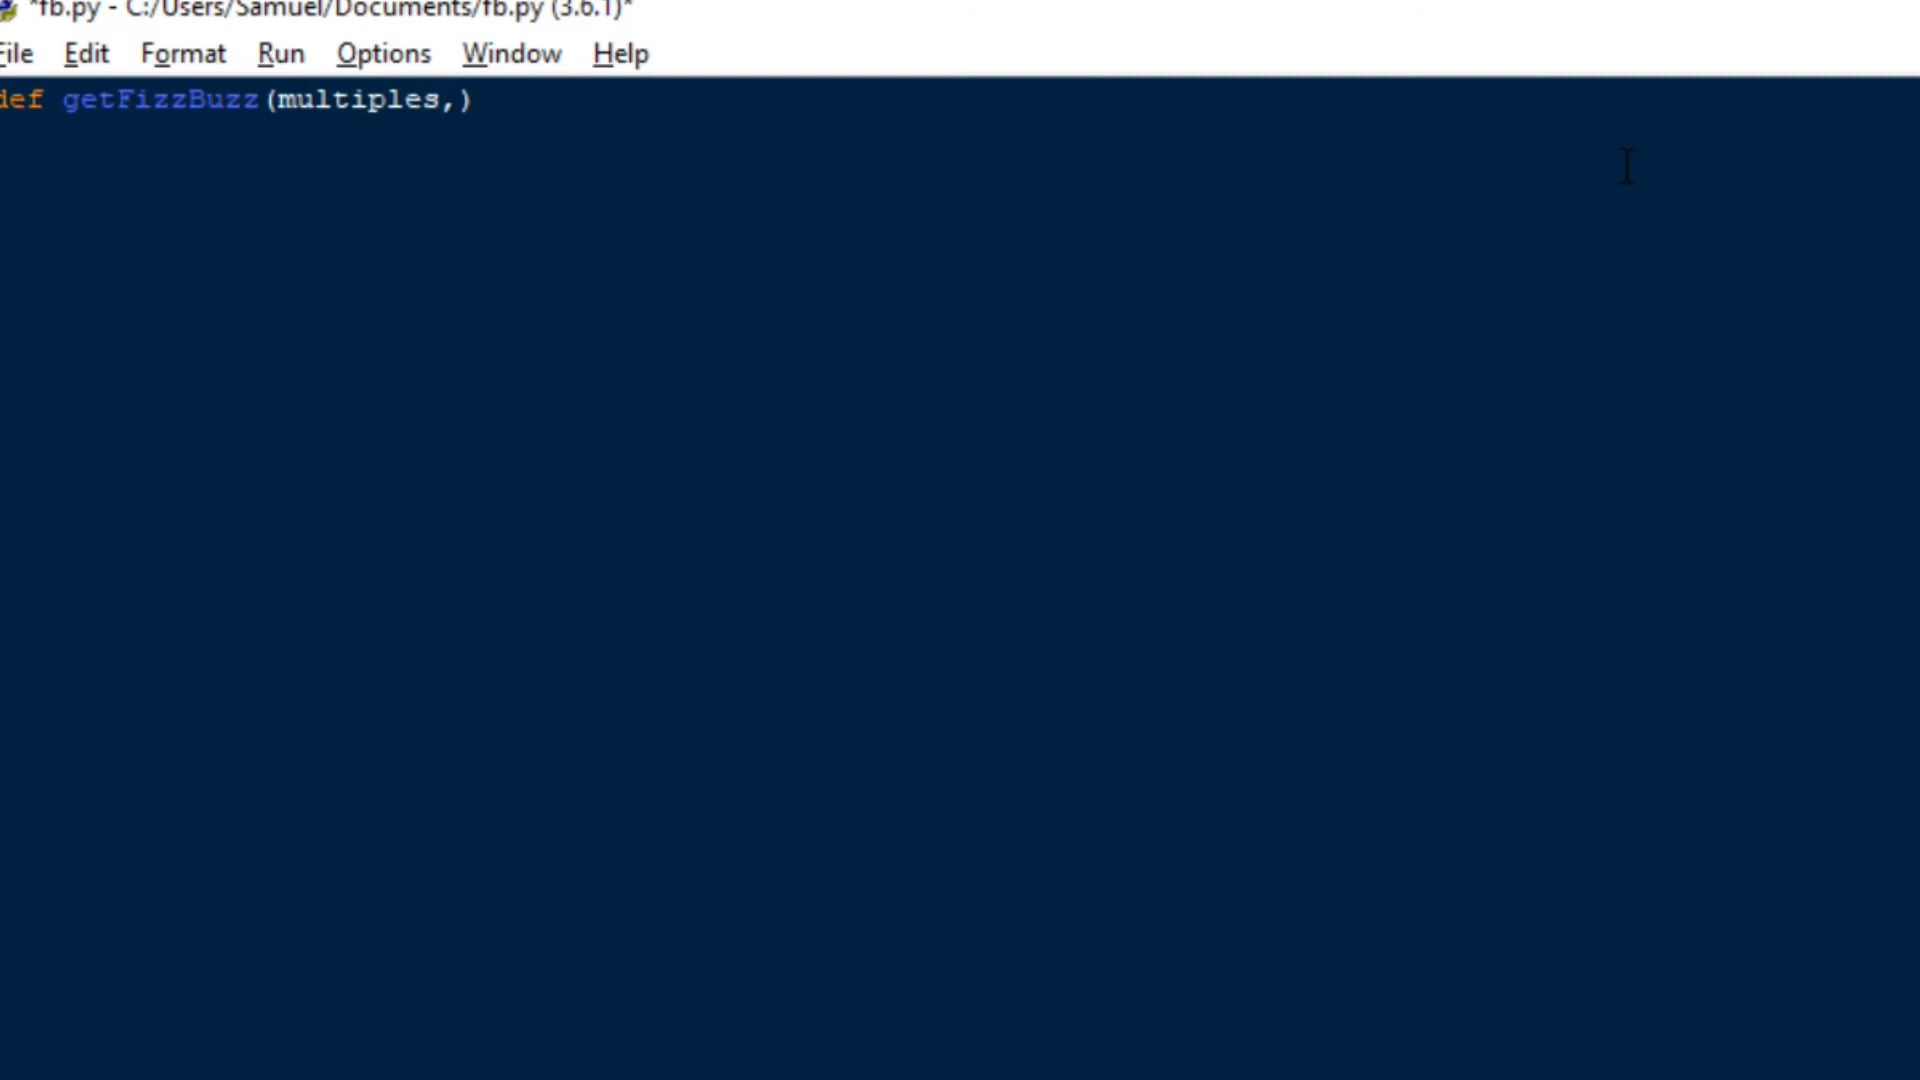 *fb.py - C:/Users/Samuel/Documents/fb.py (3.6.1)*
File Edit Format Run Options Window Help
def getFizzBuzz(multiples,)